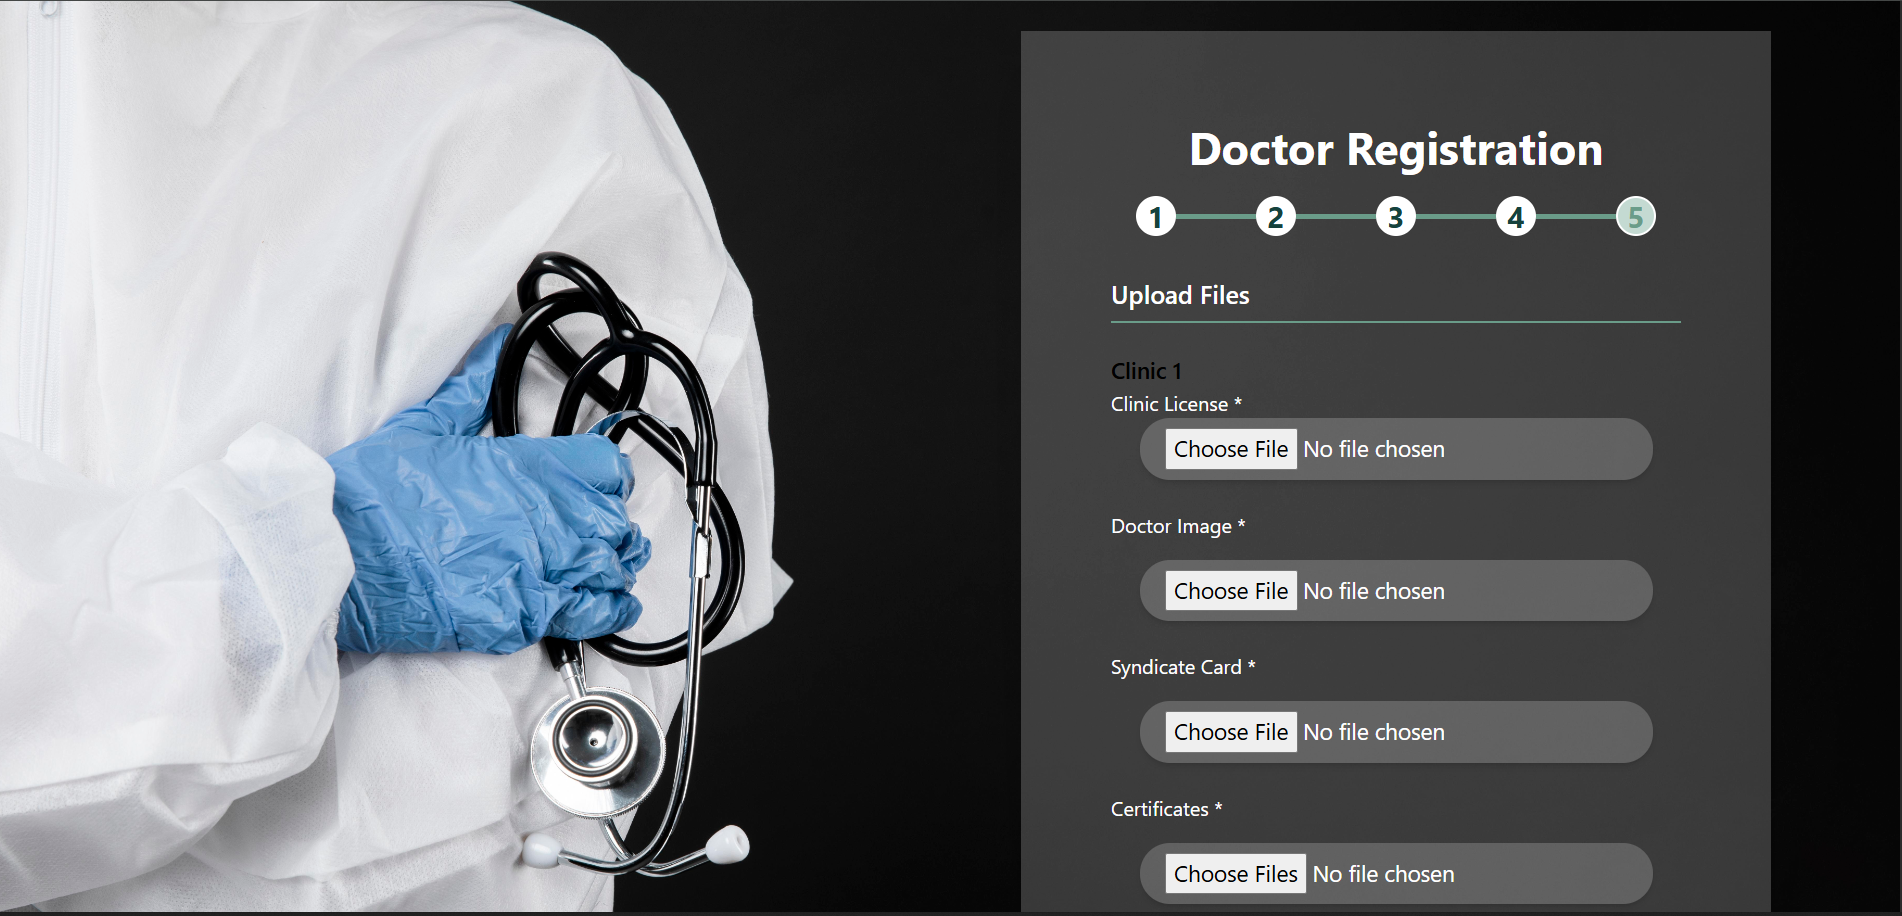 Doctor Registration
1 2 3 4 5
Upload Files
Clinic 1
Clinic License *
Choose File No file chosen
Doctor Image *
Choose File No file chosen
Syndicate Card *
Choose File No file chosen
Certificates *
Choose Files No file chosen